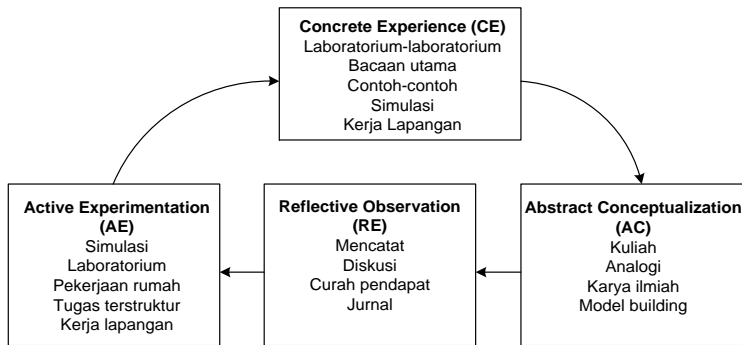 Concrete Experience (CE)
Laboratorium-laboratorium
Bacaan utama
Contoh-contoh
Simulasi
Kerja Lapangan
Active Experimentation
(AE)
Simulasi
Laboratorium
Pekerjaan rumah
Tugas terstruktur
Kerja lapangan
Reflective Observation
(RE)
Mencatat
Diskusi
Curah pendapat
Jurnal
Abstract Conceptualization
(AC)
Kuliah
Analogi
Karya ilmiah
Model building